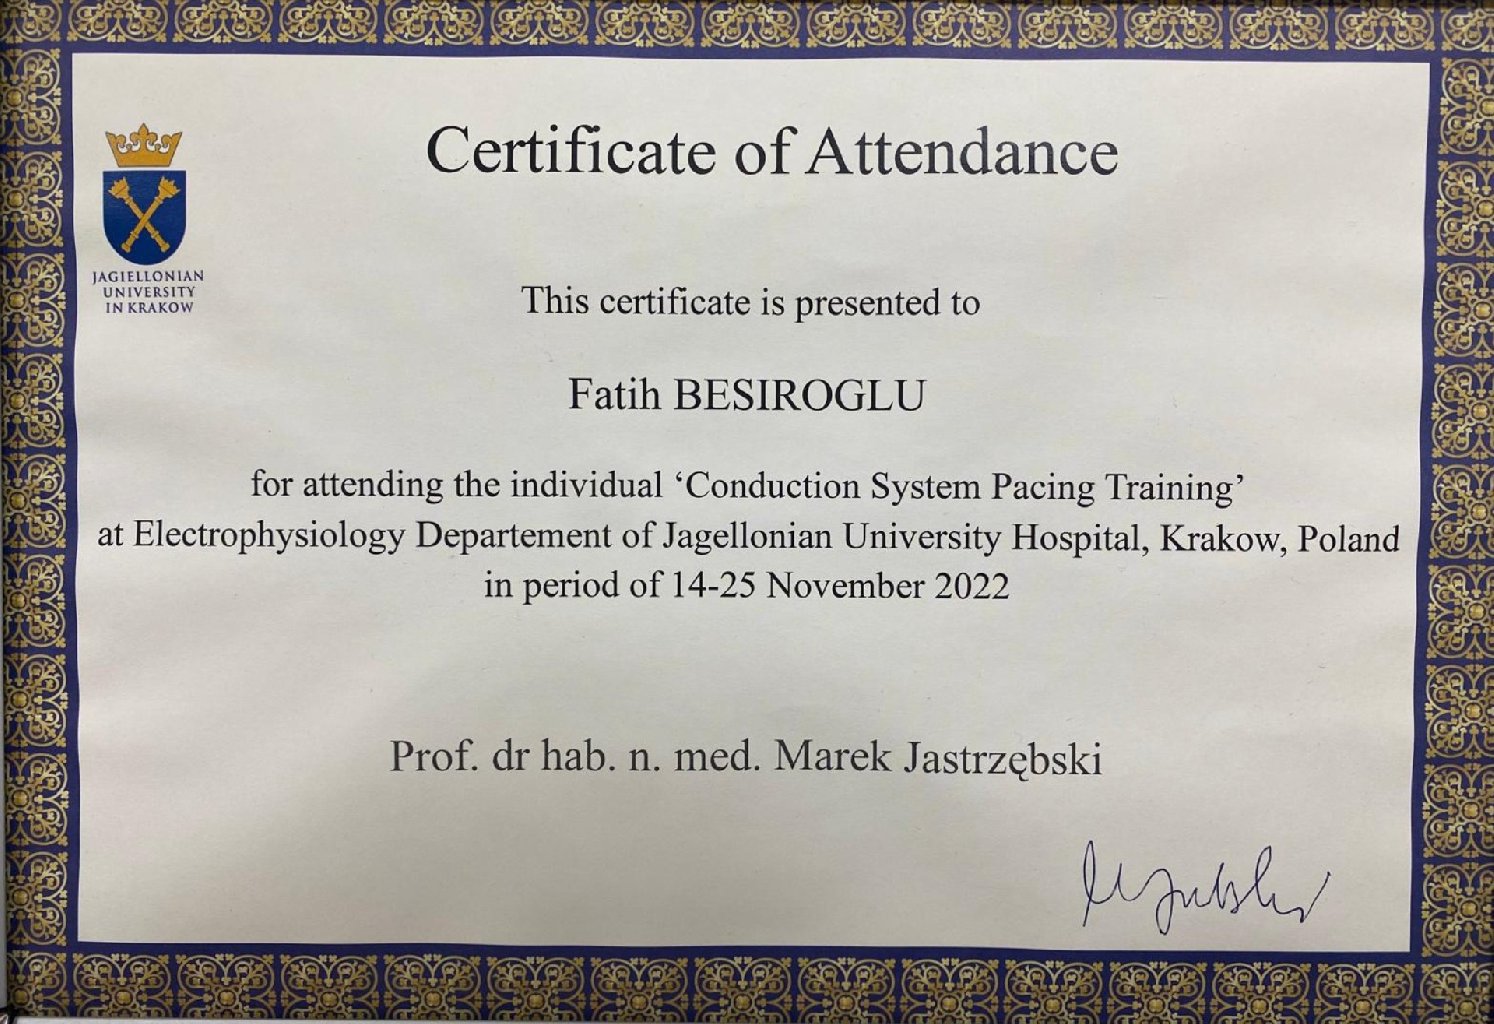 Certificate of Attendance
JAGIELLONIAN
UNIVERSITY
IN KRAKOW
This certificate is presented to
Fatih BESIROGLU
for attending the individual ‘Conduction System Pacing Training’
at Electrophysiology Departement of Jagellonian University Hospital, Krakow, Poland
in period of 14-25 November 2022
Prof. dr hab. n. med. Marek Jastrzębski